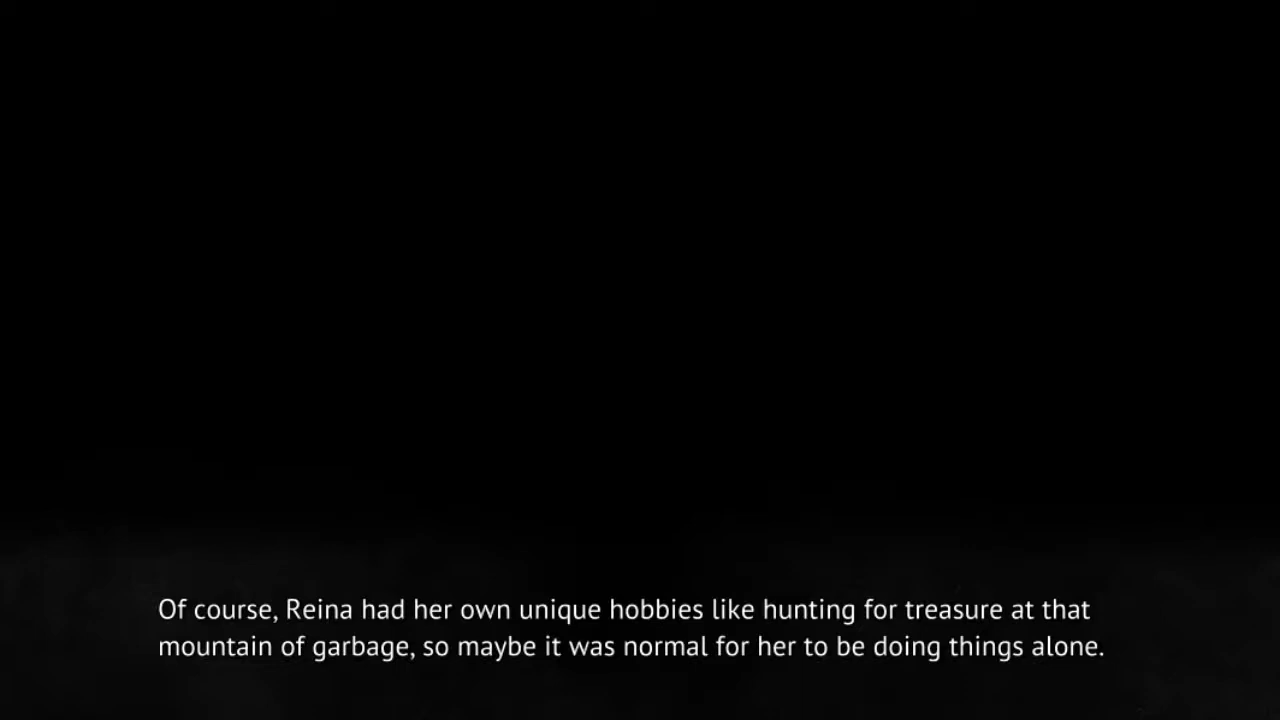 Of course, Reina had her own unique hobbies like hunting for treasure at that
mountain of garbage, so maybe it was normal for her to be doing things alone.